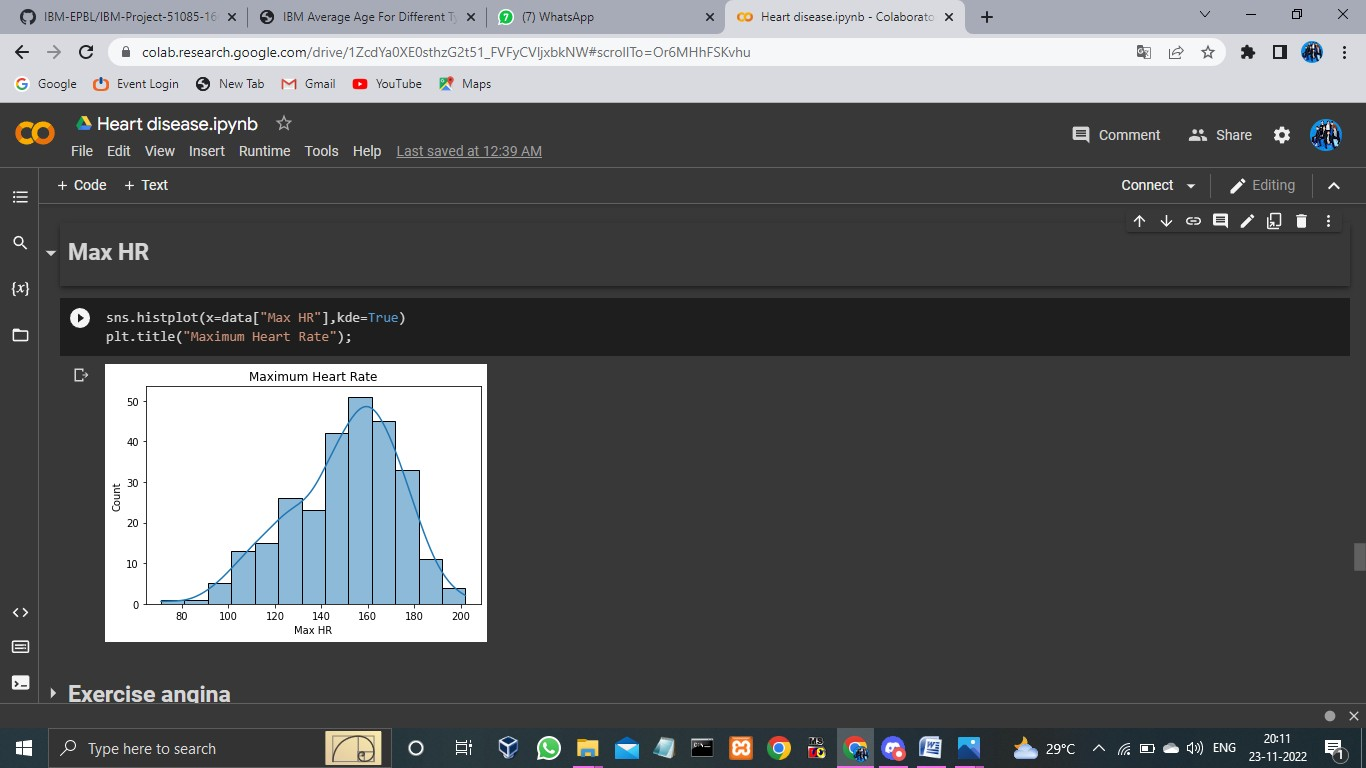 IBM-EPBL/IBM-Project-51085-16
IBM Average Age For Different Ty
(7) WhatsApp
Heart disease.ipynb - Colaborato
colab.research.google.com/drive/1ZcdYa0XE0sthzG2t51_FVFyCVIjxbkNW#scrollTo=Or6MHhFSKvhu
Google Event Login New Tab Gmail YouTube Maps
Heart disease.ipynb
Comment Share
File Edit View Insert Runtime Tools Help Last saved at 12:39 AM
+ Code + Text
Connect Editing
Max HR
{x}
sns.histplot(x=data["Max HR"],kde=True)
plt.title("Maximum Heart Rate");
Maximum Heart Rate
50
40
30
20
10
0
Count
80 100 120 140 160 180 200
Max HR
Exercise angina
Type here to search
29°C
ENG
20:11
23-11-2022
1